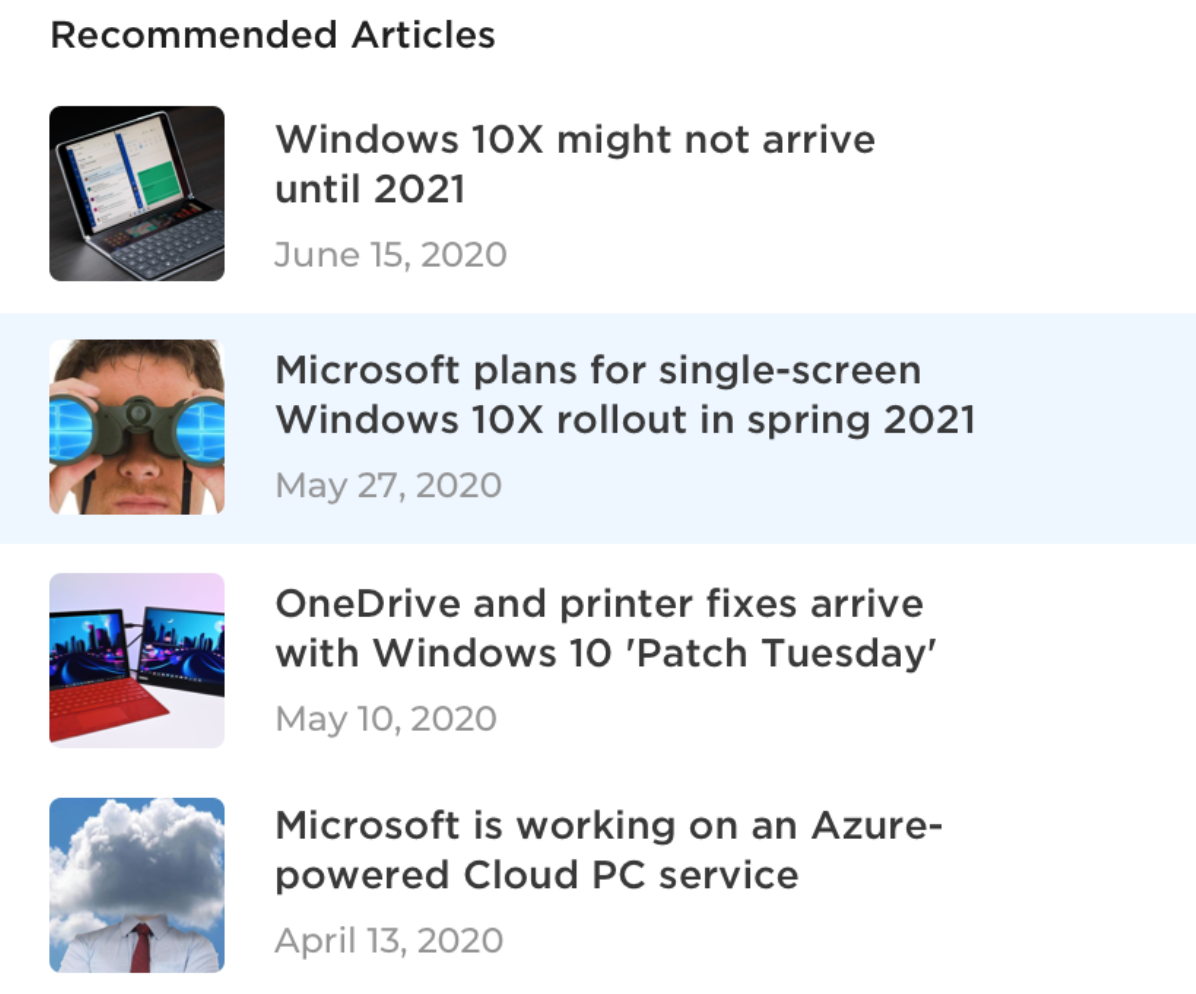 Recommended Articles
Windows 10X might not arrive
until 2021
June 15, 2020
Microsoft plans for single-screen
Windows 10X rollout in spring 2021
May 27, 2020
OneDrive and printer fixes arrive
with Windows 10 'Patch Tuesday'
May 10, 2020
Microsoft is working on an Azure-
powered Cloud PC service
April 13, 2020